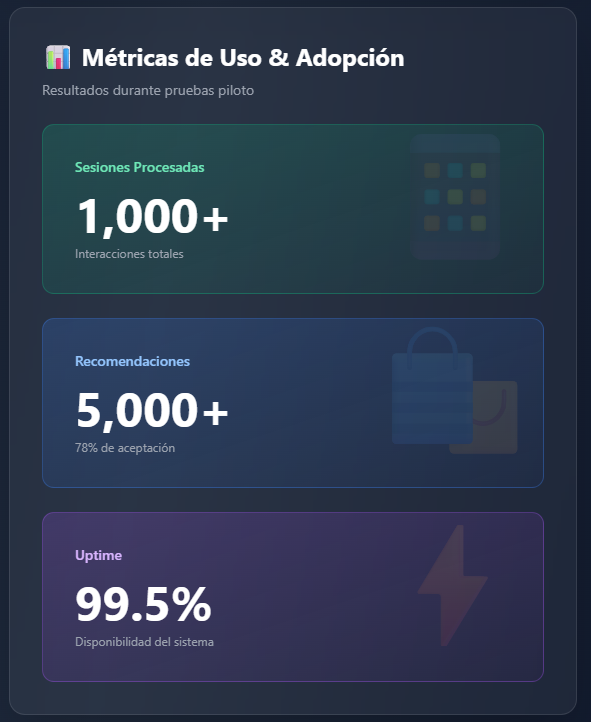 Métricas de Uso & Adopción
Resultados durante pruebas piloto
Sesiones Procesadas
1,000+
Interacciones totales
Recomendaciones
5,000+
78% de aceptación
Uptime
99.5%
Disponibilidad del sistema